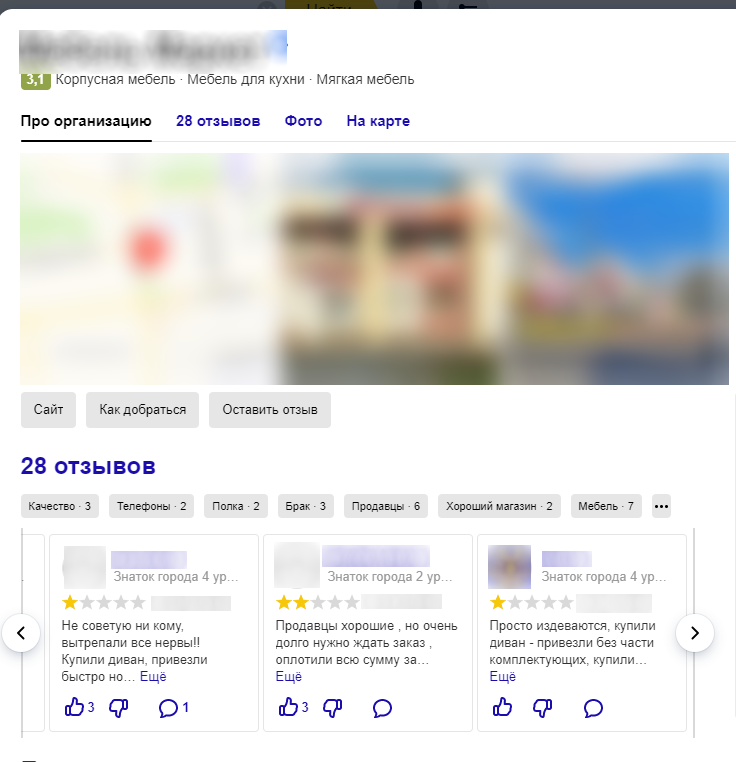 Найти
3,1 Корпусная мебель · Мебель для кухни · Мягкая мебель
Про организацию 28 отзывов Фото На карте
Сайт Как добраться Оставить отзыв
28 отзывов
Качество · 3 Телефоны · 2 Полка · 2 Брак · 3 Продавцы · 6 Хороший магазин · 2 Мебель · 7 •••
Знаток города 4 ур...
Не советую ни кому,
вытрепали все нервы!!
Купили диван, привезли
быстро но... Ещё
3 1
Знаток города 2 ур...
Продавцы хорошие , но очень
долго нужно ждать заказ ,
оплотили всю сумму за...
Ещё
3
Знаток города 4 ур...
Просто издеваются, купили
диван - привезли без части
комплектующих, купили...
Ещё